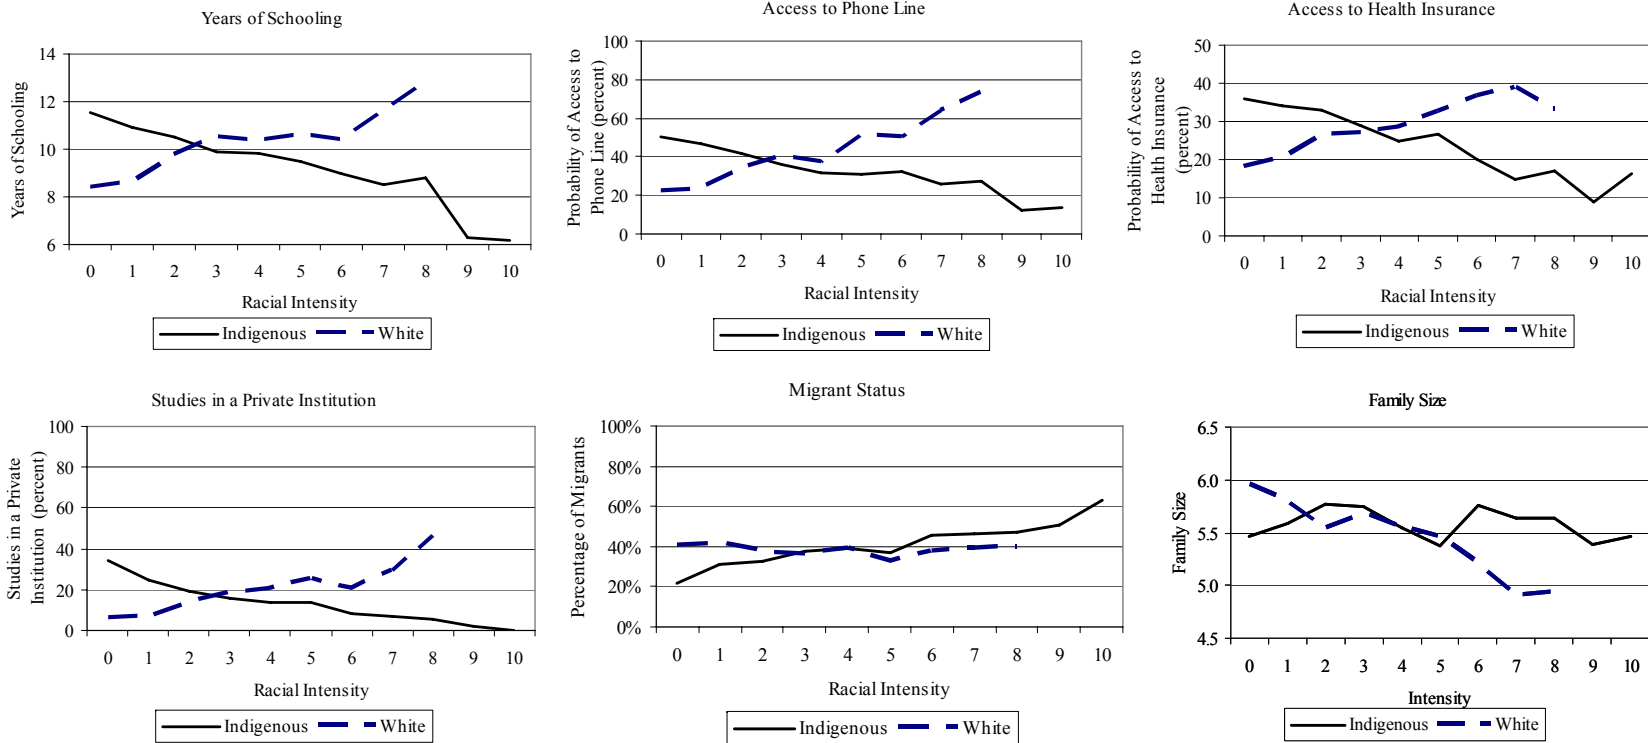 Years of Schooling
Years of Schooling
14
12
10
8
6
0 1 2 3 4 5 6 7 8 9 10
Racial Intensity
Indigenous White
Access to Phone Line
Probability of Access to
Phone Line (percent)
100
80
60
40
20
0
0 1 2 3 4 5 6 7 8 9 10
Racial Intensity
Indigenous White
Access to Health Insurance
Probability of Access to
Health Insurance
(percent)
50
40
30
20
10
0
0 1 2 3 4 5 6 7 8 9 10
Racial Intensity
Indigenous White
Studies in a Private Institution
Studies in a Private
Institution (percent)
100
80
60
40
20
0
0 1 2 3 4 5 6 7 8 9 10
Racial Intensity
Indigenous White
Migrant Status
Percentage of Migrants
100%
80%
60%
40%
20%
0%
0 1 2 3 4 5 6 7 8 9 10
Racial Intensity
Indigenous White
Family Size
Family Size
6.5
6.0
5.5
5.0
4.5
0 1 2 3 4 5 6 7 8 9 10
Intensity
Indigenous White